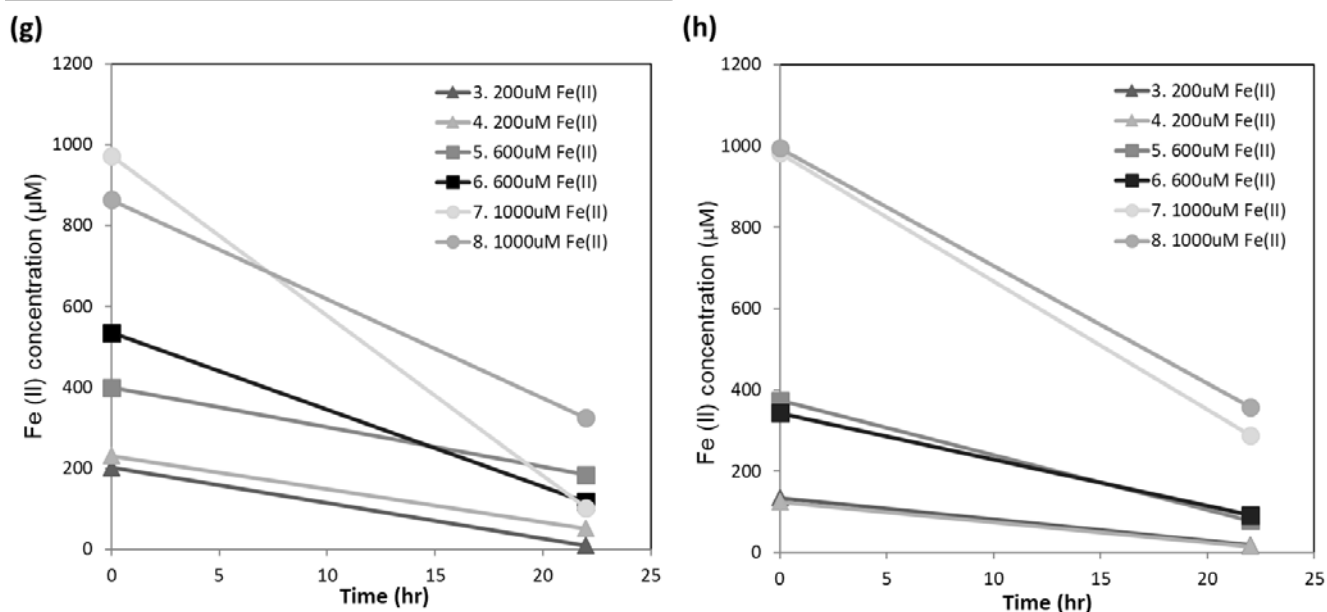 (g)
1200
1000
800
600
400
200
0
Fe (II) concentration (µM)
3. 200uM Fe(II)
4. 200uM Fe(II)
5. 600uM Fe(II)
6. 600uM Fe(II)
7. 1000uM Fe(II)
8. 1000uM Fe(II)
0 5 10 15 20 25
Time (hr)
(h)
1200
1000
800
600
400
200
0
Fe (II) concentration (µM)
3. 200uM Fe(II)
4. 200uM Fe(II)
5. 600uM Fe(II)
6. 600uM Fe(II)
7. 1000uM Fe(II)
8. 1000uM Fe(II)
0 5 10 15 20 25
Time (hr)